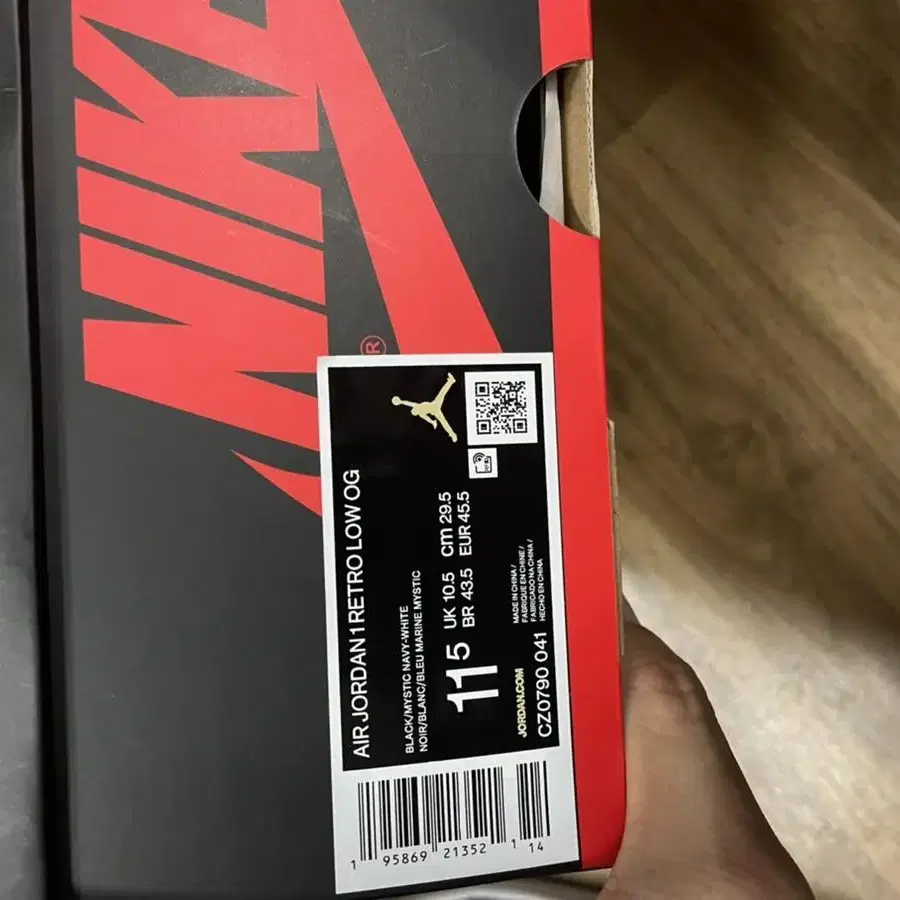 NIKE
®
AIR JORDAN 1 RETRO LOW OG
BLACK/MYSTIC NAVY-WHITE
NOIR/BLANC/BLEU MARINE MYSTIC
11 5
UK 10.5 cm 29.5
BR 43.5 EUR 45.5
JORDAN.COM
CZ0790 041
MADE IN CHINA /
FABRIQUE EN CHINE /
FABRICADO NA CHINA /
HECHO EN CHINA
1 95869 21352 1 14